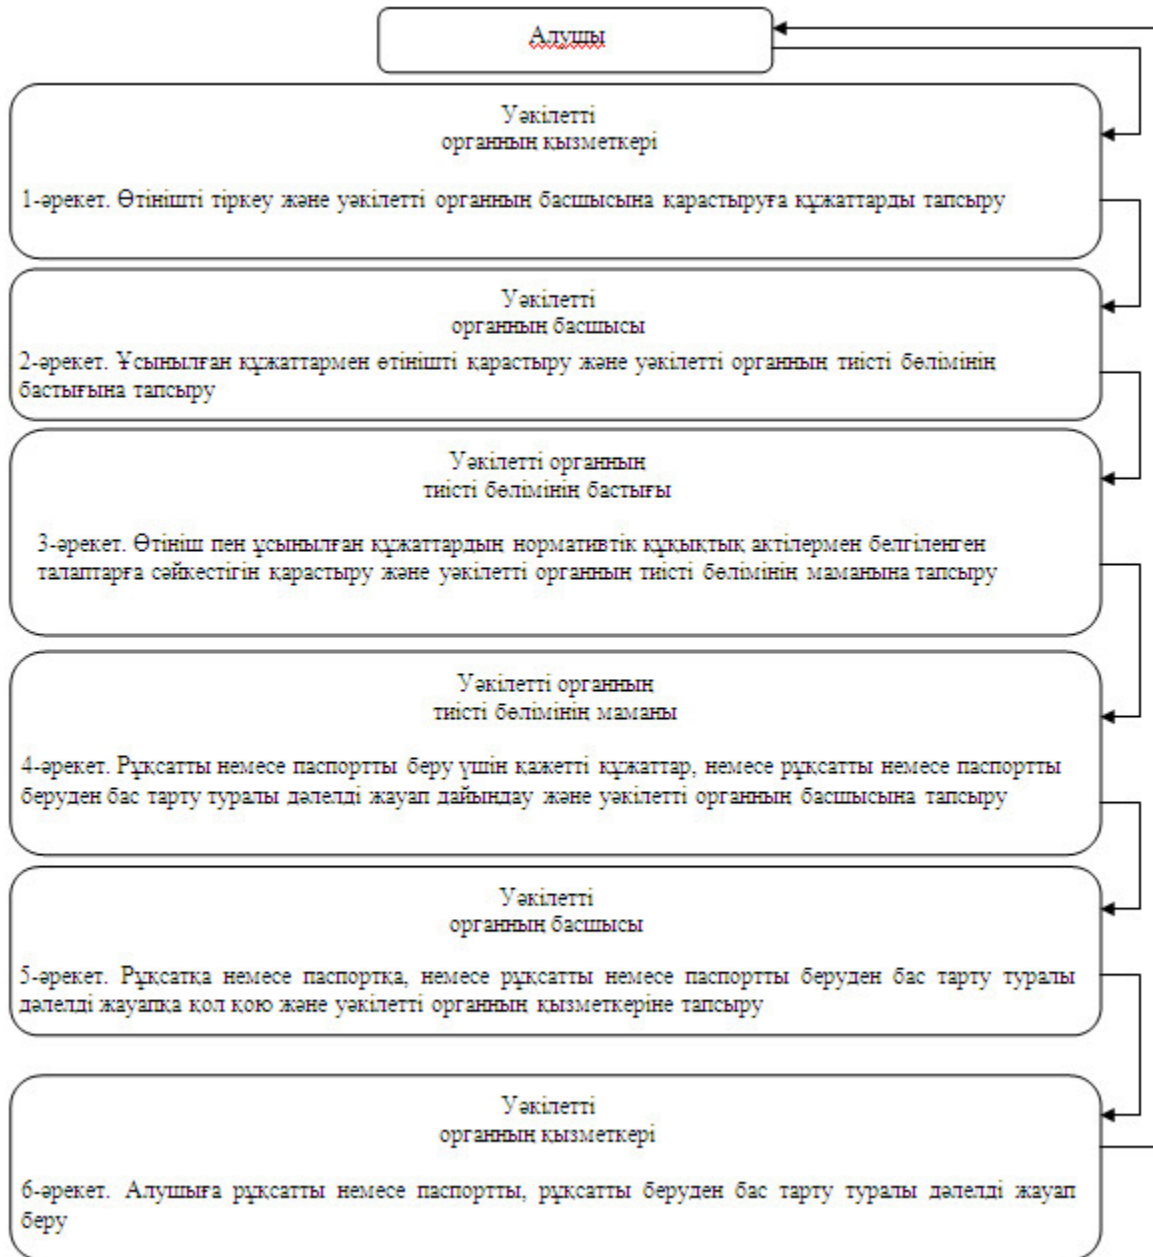 Алушы
Уәкілетті
органның қызметкері
1-әрекет. Өтінішті тіркеу және уәкілетті органның басшысына қарастыруға құжаттарды тапсыру
Уәкілетті
органның басшысы
2-әрекет. Ұсынылған құжаттармен өтінішті қарастыру және уәкілетті органның тиісті бөлімінің
бастығына тапсыру
Уәкілетті органның
тиісті бөлімінің бастығы
3-әрекет. Өтініш пен ұсынылған құжаттардың нормативтік құқықтық актілермен белгіленген
талаптарға сәйкестігін қарастыру және уәкілетті органның тиісті бөлімінің маманына тапсыру
Уәкілетті органның
тиісті бөлімінің маманы
4-әрекет. Рұқсатты немесе паспортты беру үшін қажетті құжаттар, немесе рұқсатты немесе паспортты
беруден бас тарту туралы дәлелді жауап дайындау және уәкілетті органның басшысына тапсыру
Уәкілетті
органның басшысы
5-әрекет. Рұқсатқа немесе паспортқа, немесе рұқсатты немесе паспортты беруден бас тарту туралы
дәлелді жауапқа қол қою және уәкілетті органның қызметкеріне тапсыру
Уәкілетті
органның қызметкері
6-әрекет. Алушыға рұқсатты немесе паспортты, рұқсатты беруден бас тарту туралы дәлелді жауап
беру